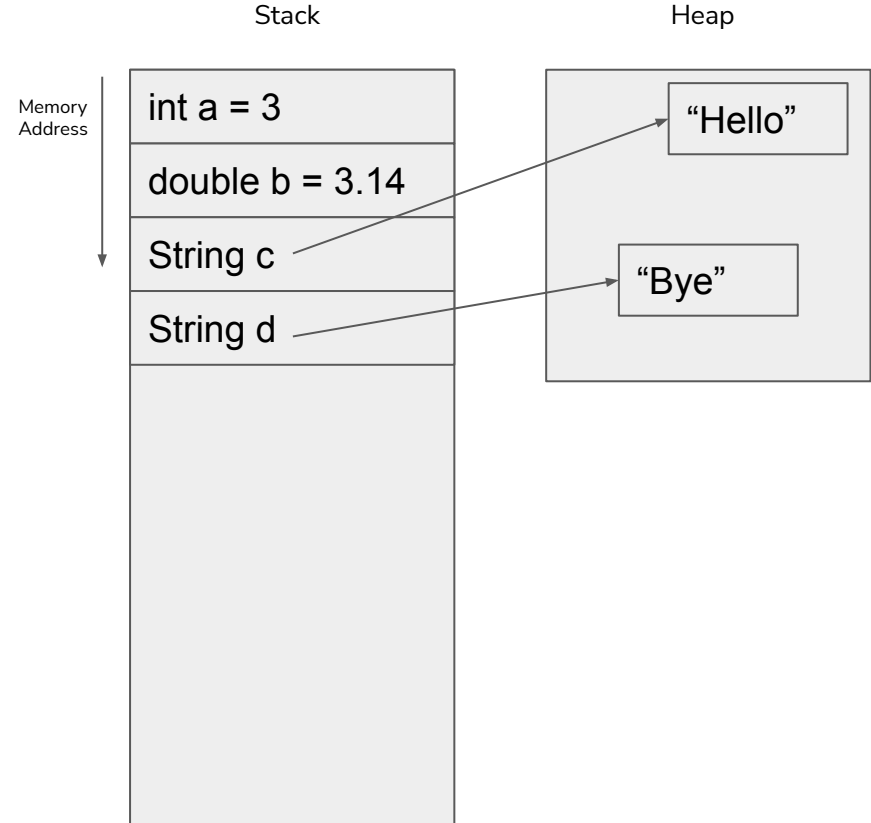 Stack
Heap
Memory
Address
int a = 3
double b = 3.14
String c
String d
“Hello”
“Bye”